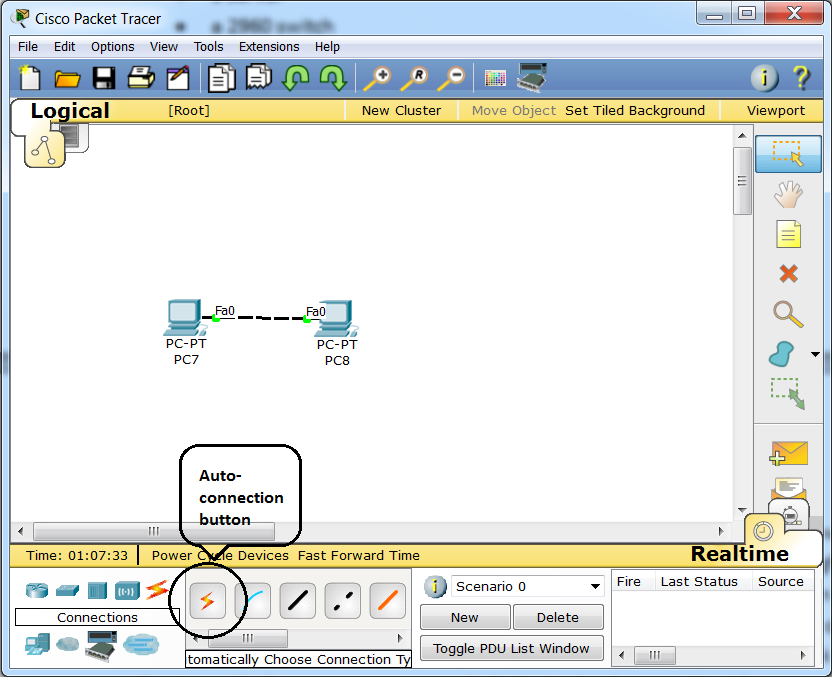 a 2960 switch
Cisco Packet Tracer
File Edit Options View Tools Extensions Help
R
Logical [Root] New Cluster Move Object Set Tiled Background Viewport
Fa0 Fa0
PC-PT PC-PT
PC7 PC8
Auto-
connection
button
Time: 01:07:33 Power Cycle Devices Fast Forward Time Realtime
Scenario 0
Fire Last Status Source
Connections
New Delete
Toggle PDU List Window
tomatically Choose Connection Ty